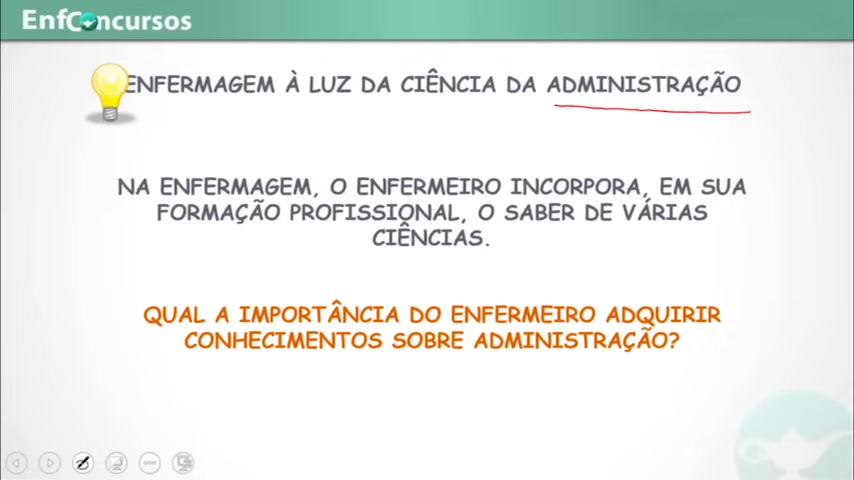 EnfConcursos
ENFERMAGEM À LUZ DA CIÊNCIA DA ADMINISTRAÇÃO
NA ENFERMAGEM, O ENFERMEIRO INCORPORA, EM SUA
FORMAÇÃO PROFISSIONAL, O SABER DE VÁRIAS
CIÊNCIAS.
QUAL A IMPORTÂNCIA DO ENFERMEIRO ADQUIRIR
CONHECIMENTOS SOBRE ADMINISTRAÇÃO?